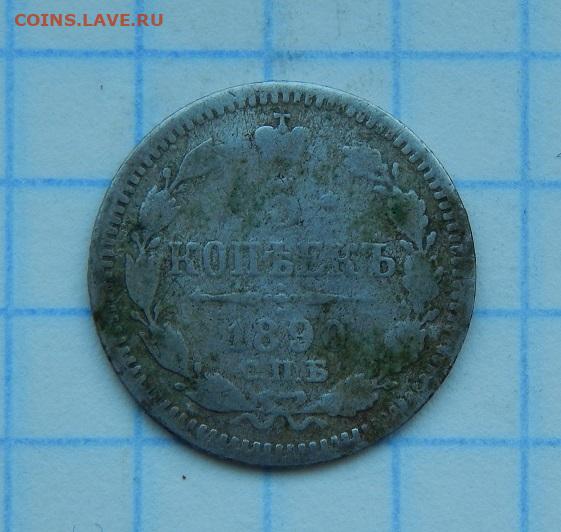 COINS.LAVE.RU
КОПѢЕКЪ
189
СПБ